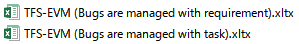 TFS-EVM (Bugs are managed with requirement).xltx
TFS-EVM (Bugs are managed with task).xltx